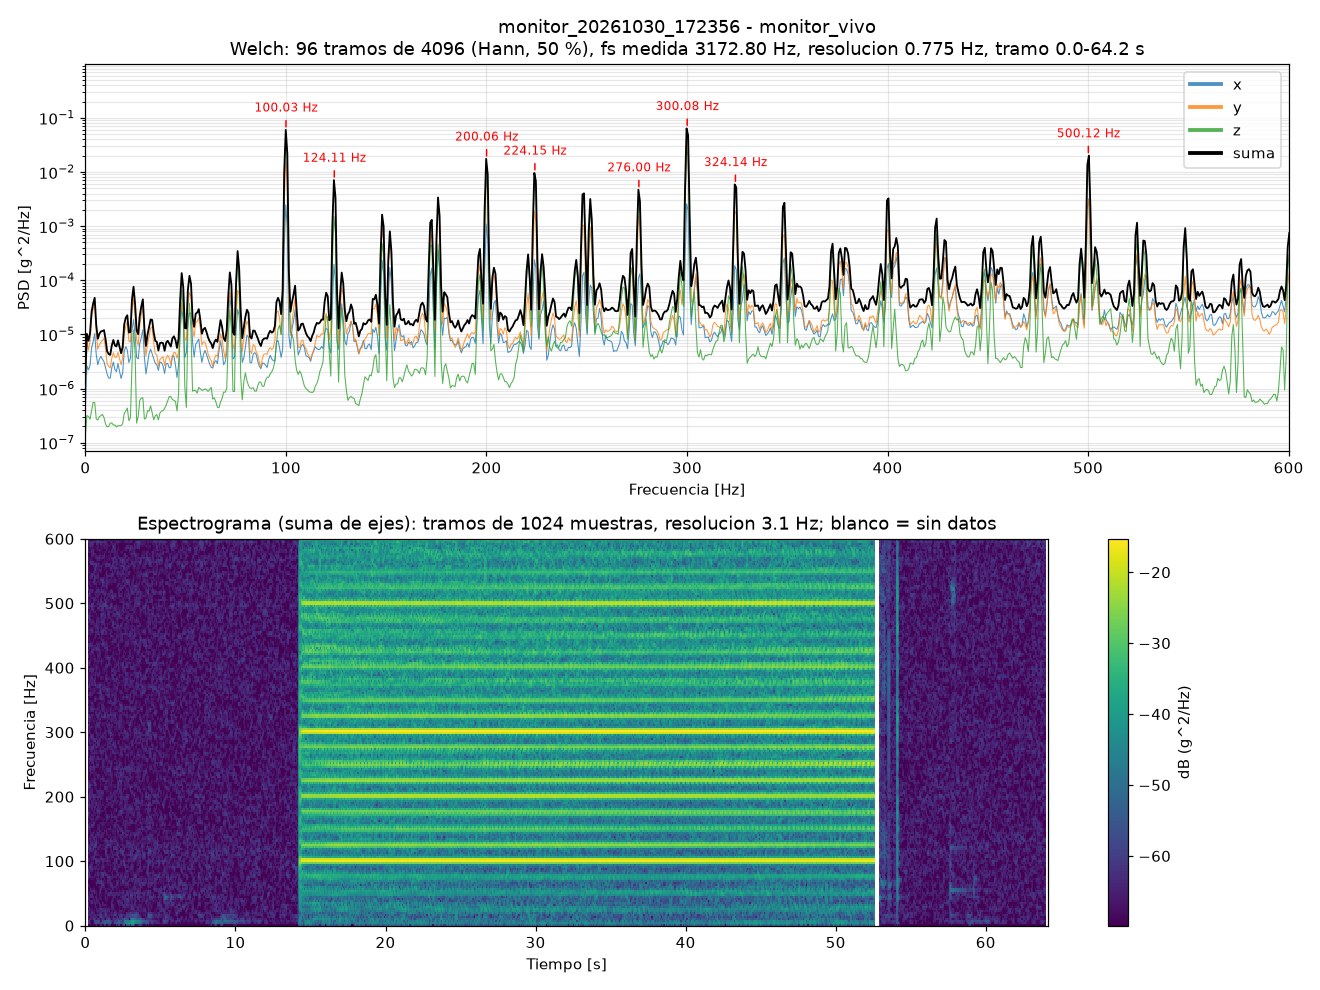 monitor_20261030_172356 - monitor_vivo
Welch: 96 tramos de 4096 (Hann, 50 %), fs medida 3172.80 Hz, resolucion 0.775 Hz, tramo 0.0-64.2 s
x
y
z
suma
100.03 Hz
124.11 Hz
200.06 Hz
224.15 Hz
276.00 Hz
300.08 Hz
324.14 Hz
500.12 Hz
PSD [g^2/Hz]
10⁻¹
10⁻²
10⁻³
10⁻⁴
10⁻⁵
10⁻⁶
10⁻⁷
0 100 200 300 400 500 600
Frecuencia [Hz]
Espectrograma (suma de ejes): tramos de 1024 muestras, resolucion 3.1 Hz; blanco = sin datos
Frecuencia [Hz]
600
500
400
300
200
100
0
0 10 20 30 40 50 60
Tiempo [s]
−20
−30
−40
−50
−60
dB (g^2/Hz)